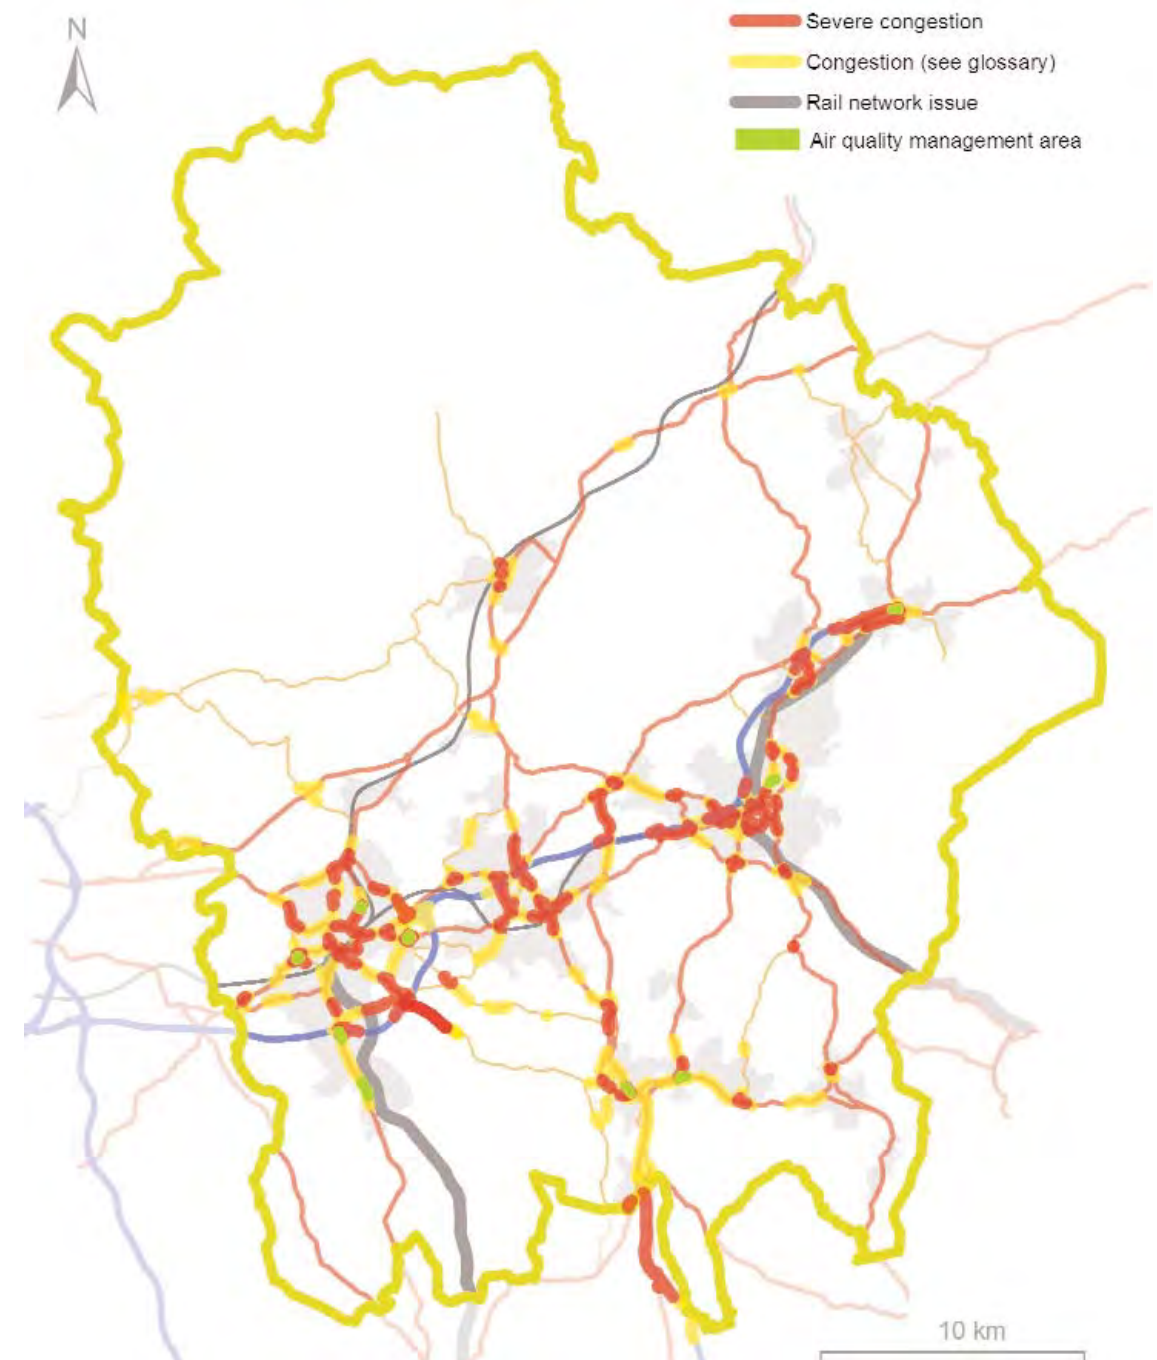 N
Severe congestion
Congestion (see glossary)
Rail network issue
Air quality management area
10 km